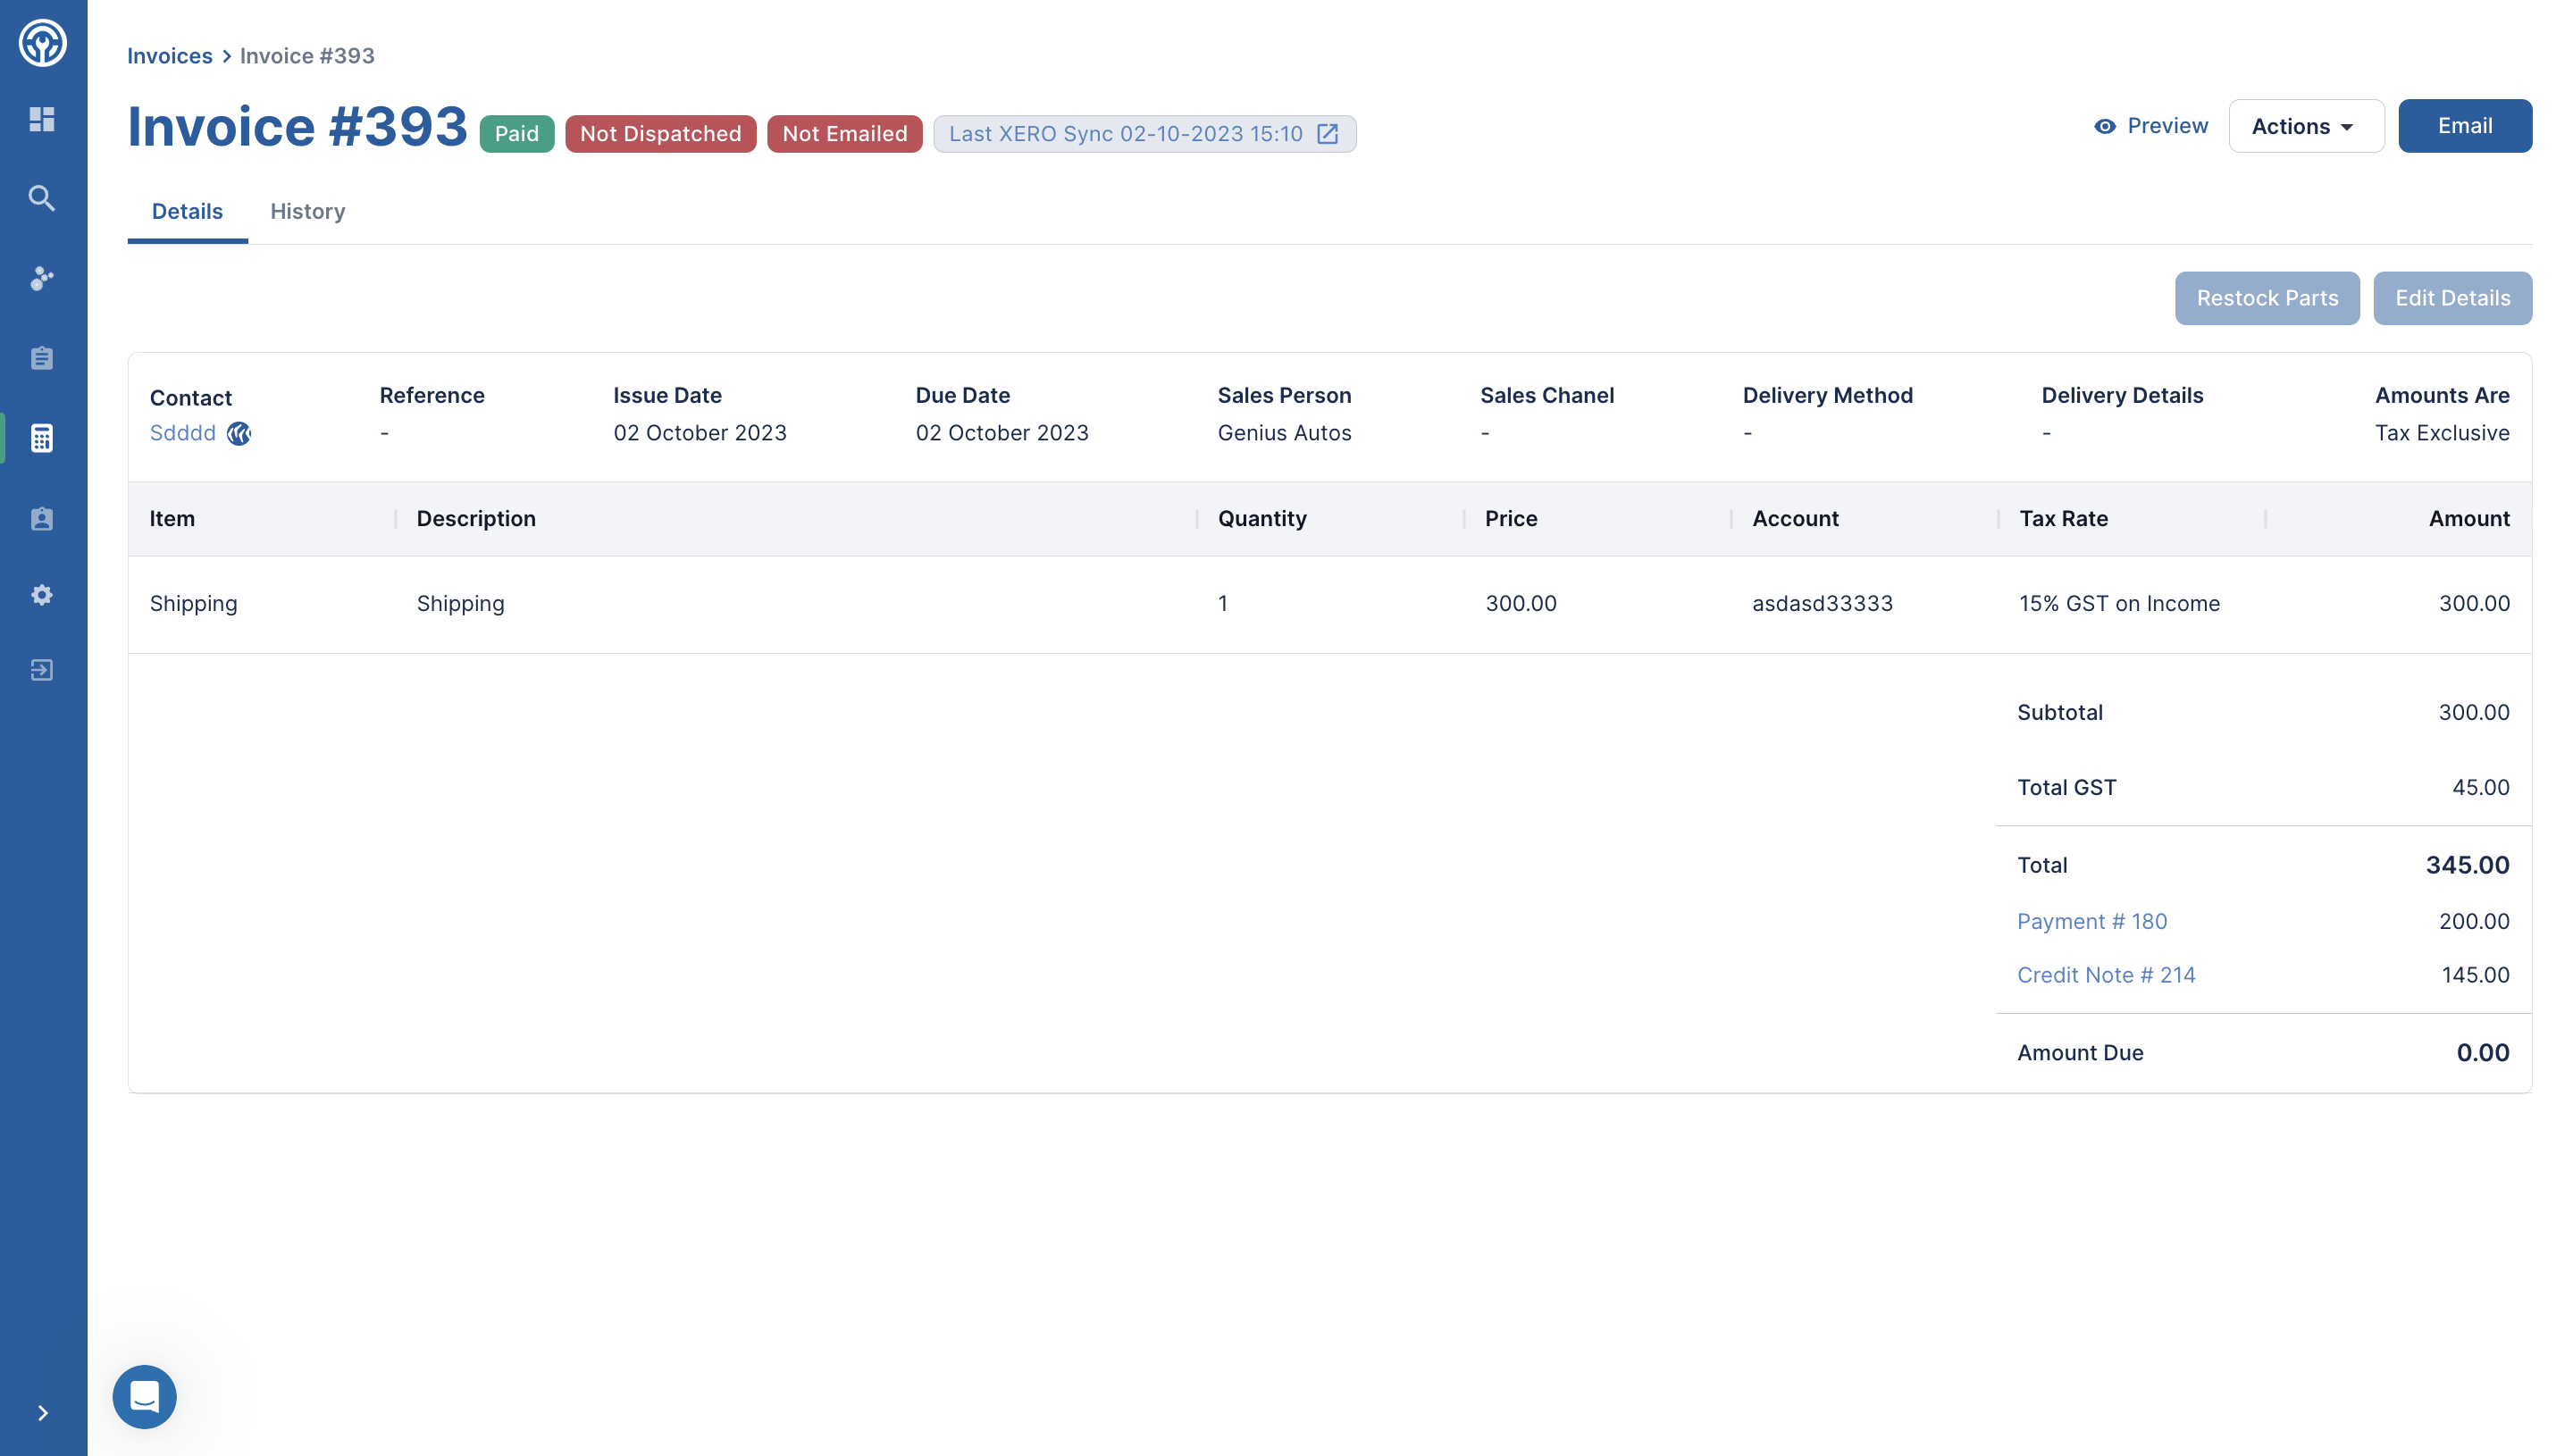 Invoices > Invoice #393
Invoice #393 Paid Not Dispatched Not Emailed Last XERO Sync 02-10-2023 15:10
Preview Actions Email
Details History
Restock Parts Edit Details
Contact Reference Issue Date Due Date Sales Person Sales Chanel Delivery Method Delivery Details Amounts Are
Sdddd - 02 October 2023 02 October 2023 Genius Autos - - - Tax Exclusive
Item Description Quantity Price Account Tax Rate Amount
Shipping Shipping 1 300.00 asdasd33333 15% GST on Income 300.00
Subtotal 300.00
Total GST 45.00
Total 345.00
Payment # 180 200.00
Credit Note # 214 145.00
Amount Due 0.00